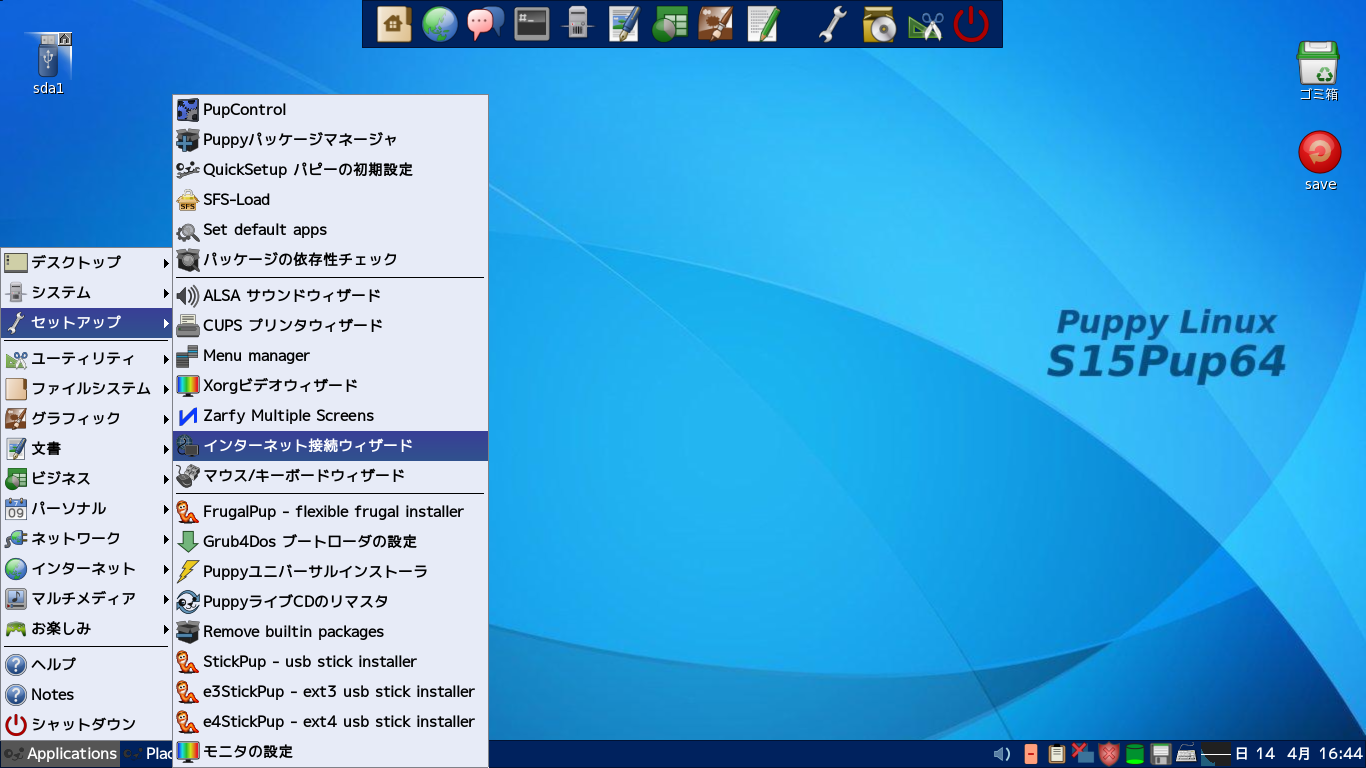 sda1
ゴミ箱
save
Puppy Linux
S15Pup64
PupControl
Puppyパッケージマネージャ
QuickSetup パピーの初期設定
SFS-Load
Set default apps
パッケージの依存性チェック
ALSA サウンドウィザード
CUPS プリンタウィザード
Menu manager
Xorgビデオウィザード
Zarfy Multiple Screens
インターネット接続ウィザード
マウス/キーボードウィザード
FrugalPup - flexible frugal installer
Grub4Dos ブートローダの設定
Puppyユニバーサルインストーラ
PuppyライブCDのリマスタ
Remove builtin packages
StickPup - usb stick installer
e3StickPup - ext3 usb stick installer
e4StickPup - ext4 usb stick installer
モニタの設定
デスクトップ
システム
セットアップ
ユーティリティ
ファイルシステム
グラフィック
文書
ビジネス
パーソナル
ネットワーク
インターネット
マルチメディア
お楽しみ
ヘルプ
Notes
シャットダウン
Applications
Plac
日 14 4月 16:44